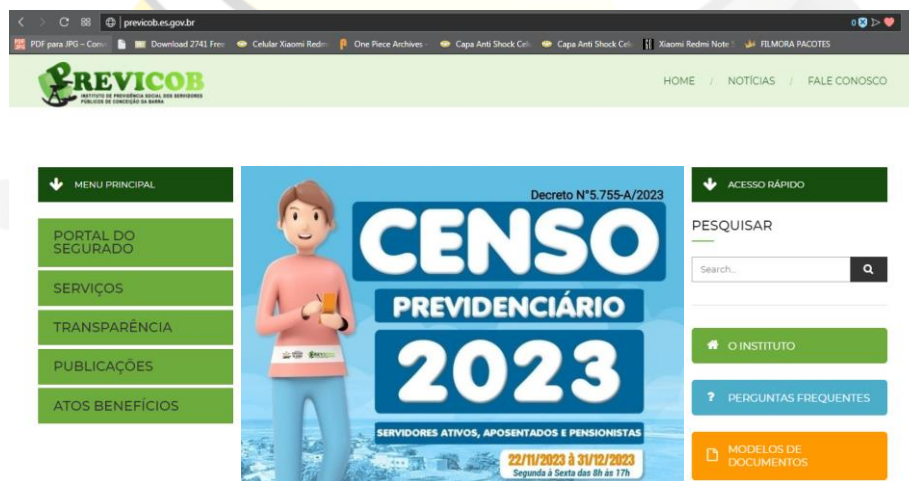 previcob.es.gov.br
PDF para JPG – Conv
Download 2741 Free
Celular Xiaomi Redmi
One Piece Archives -
Capa Anti Shock Celu
Capa Anti Shock Celu
Xiaomi Redmi Note
FILMORA PACOTES
PREVICOB
INSTITUTO DE PREVIDÊNCIA SOCIAL DOS SERVIDORES
PÚBLICOS DE CONCEIÇÃO DA BARRA
HOME / NOTÍCIAS / FALE CONOSCO
MENU PRINCIPAL
PORTAL DO
SEGURADO
SERVIÇOS
TRANSPARÊNCIA
PUBLICAÇÕES
ATOS BENEFÍCIOS
Decreto N°5.755-A/2023
CENSO
PREVIDENCIÁRIO
2023
SERVIDORES ATIVOS, APOSENTADOS E PENSIONISTAS
22/11/2023 à 31/12/2023
Segunda à Sexta das 8h às 17h
ACESSO RÁPIDO
PESQUISAR
Search..
O INSTITUTO
? PERGUNTAS FREQUENTES
MODELOS DE
DOCUMENTOS